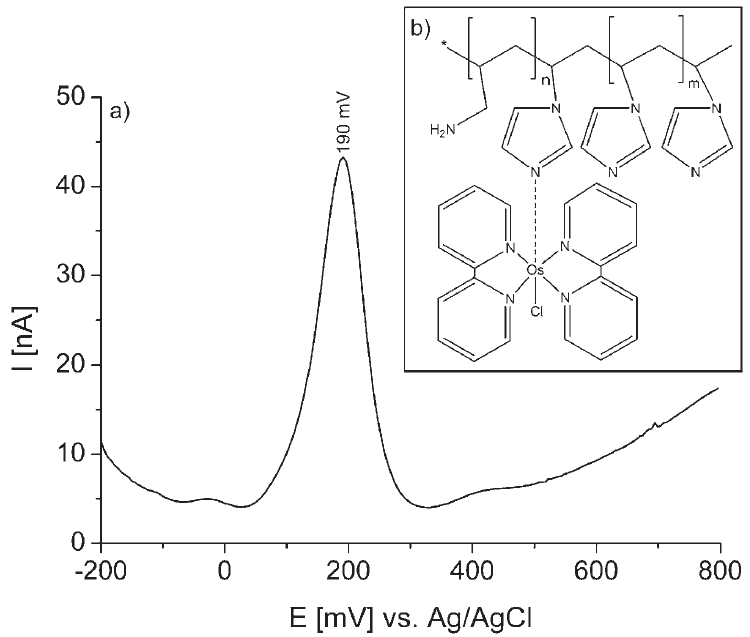 a)
190 mV
I [nA]
50
40
30
20
10
0
-200
0
200
400
600
800
E [mV] vs. Ag/AgCl
b)
*
n
m
H₂N
N
N
N
N
N
N
N
N
Os
N
N
Cl